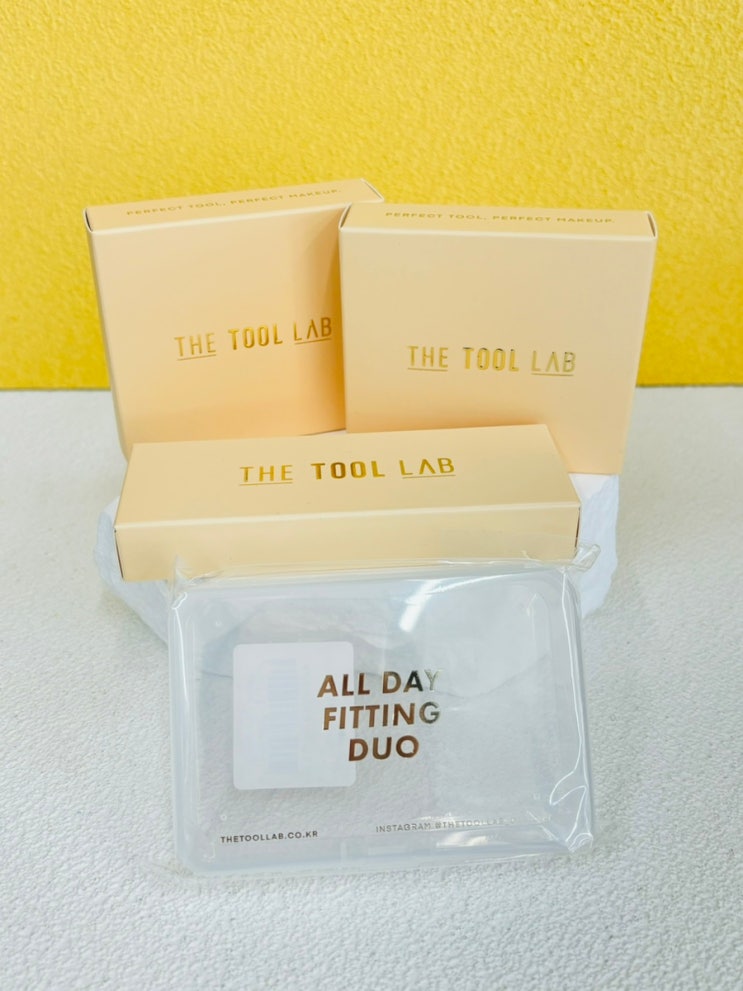 PERFECT TOOL, PERFECT MAKEUP.
THE TOOL LAB
PERFECT TOOL, PERFECT MAKEUP.
THE TOOL LAB
THE TOOL LAB
ALL DAY
FITTING
DUO
THETOOLLAB.CO.KR
INSTAGRAM